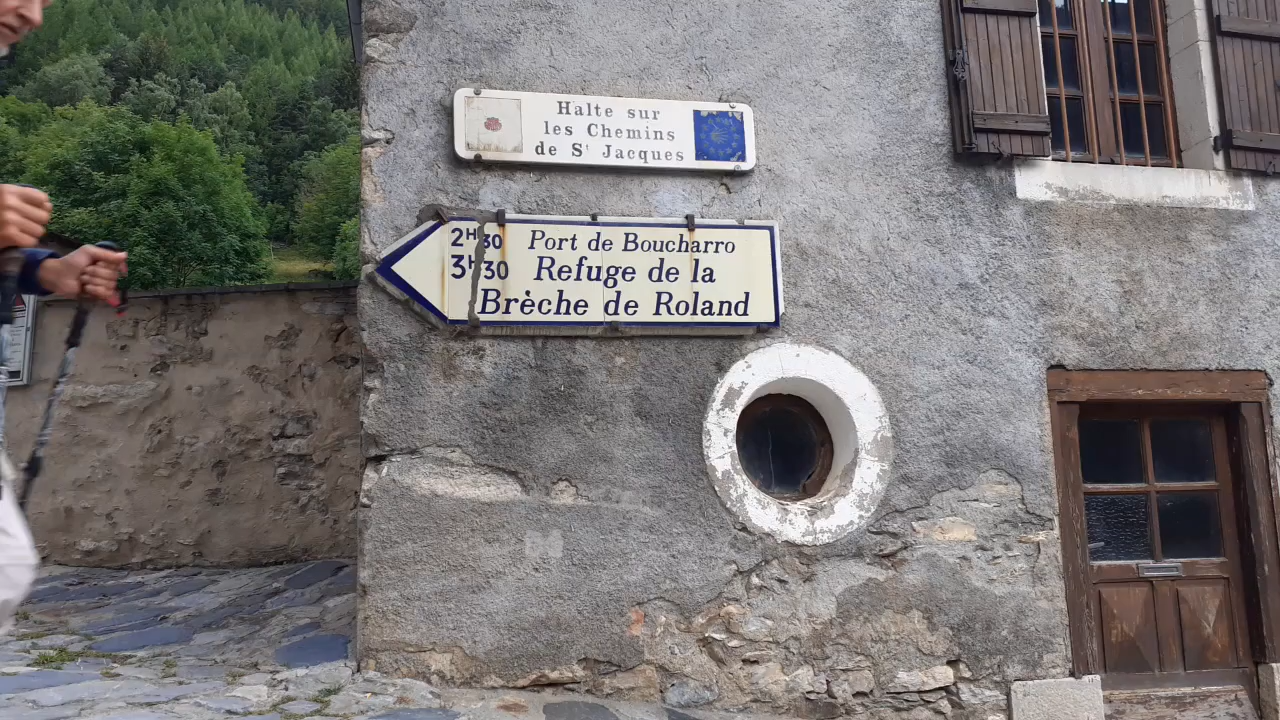 Halte sur
les Chemins
de St Jacques
2H30 Port de Boucharro
3H30 Refuge de la
Brèche de Roland